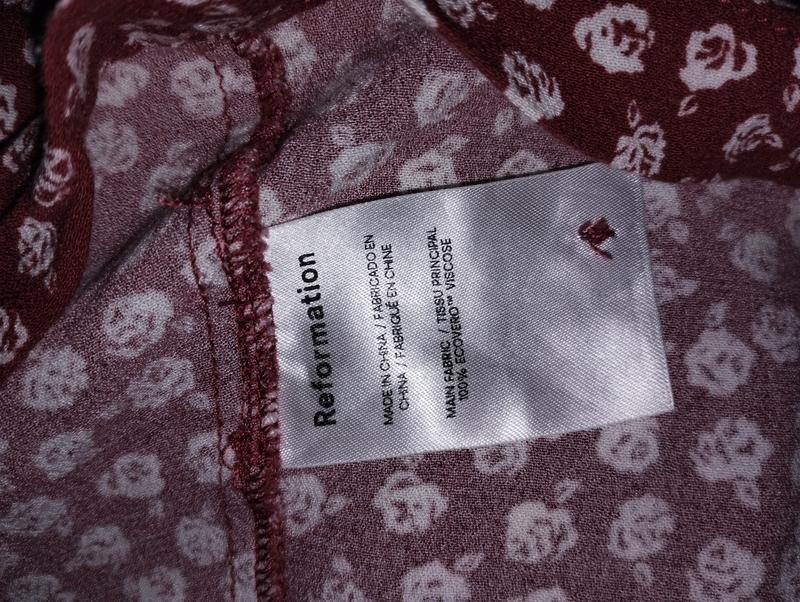 Reformation
MADE IN CHINA / FABRICADO EN
CHINA / FABRIQUÉ EN CHINE
MAIN FABRIC / TISSU PRINCIPAL
100% ECOVERO™ VISCOSE